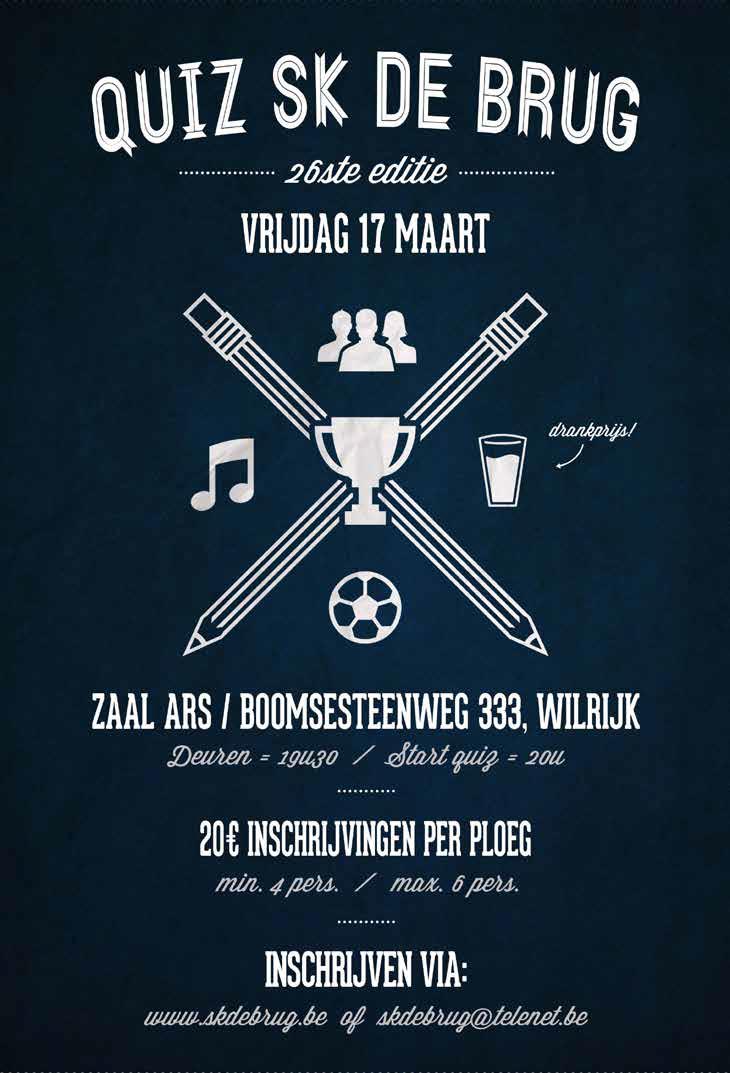 QUIZ SK DE BRUG
26ste editie
VRIJDAG 17 MAART
drankprijs!
ZAAL ARS / BOOMSESTEENWEG 333, WILRIJK
Deuren = 19u30 / Start quiz = 20u
20€ INSCHRIJVINGEN PER PLOEG
min. 4 pers. / max. 6 pers.
INSCHRIJVEN VIA:
www.skdebrug.be of skdebrug@telenet.be